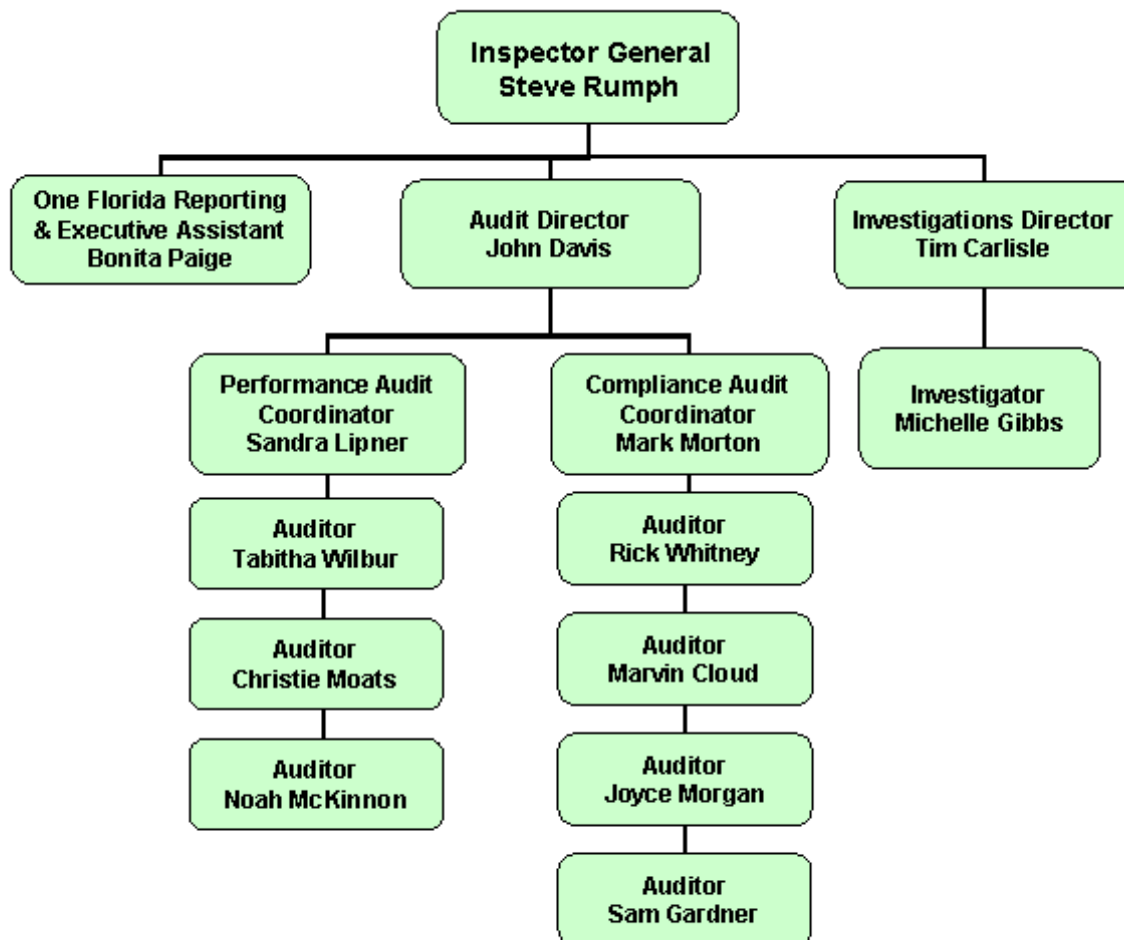 Inspector General
Steve Rumph
One Florida Reporting
& Executive Assistant
Bonita Paige
Audit Director
John Davis
Investigations Director
Tim Carlisle
Performance Audit
Coordinator
Sandra Lipner
Compliance Audit
Coordinator
Mark Morton
Investigator
Michelle Gibbs
Auditor
Tabitha Wilbur
Auditor
Rick Whitney
Auditor
Christie Moats
Auditor
Marvin Cloud
Auditor
Noah McKinnon
Auditor
Joyce Morgan
Auditor
Sam Gardner